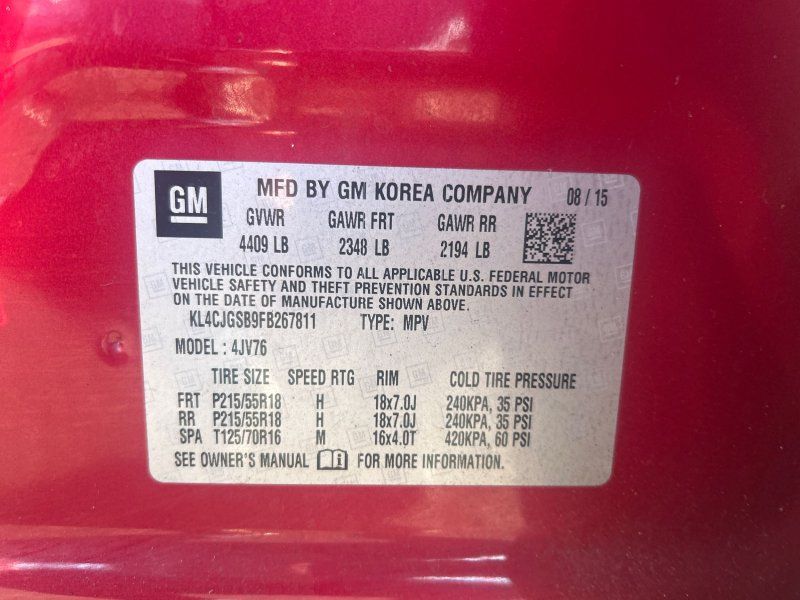 GM MFD BY GM KOREA COMPANY 08 / 15
GVWR GAWR FRT GAWR RR
4409 LB 2348 LB 2194 LB
THIS VEHICLE CONFORMS TO ALL APPLICABLE U.S. FEDERAL MOTOR
VEHICLE SAFETY AND THEFT PREVENTION STANDARDS IN EFFECT
ON THE DATE OF MANUFACTURE SHOWN ABOVE.
KL4CJGSB9FB267811 TYPE: MPV
MODEL: 4JV76
TIRE SIZE SPEED RTG RIM COLD TIRE PRESSURE
FRT P215/55R18 H 18x7.0J 240KPA, 35 PSI
RR P215/55R18 H 18x7.0J 240KPA, 35 PSI
SPA T125/70R16 M 16x4.0T 420KPA, 60 PSI
SEE OWNER'S MANUAL i FOR MORE INFORMATION.